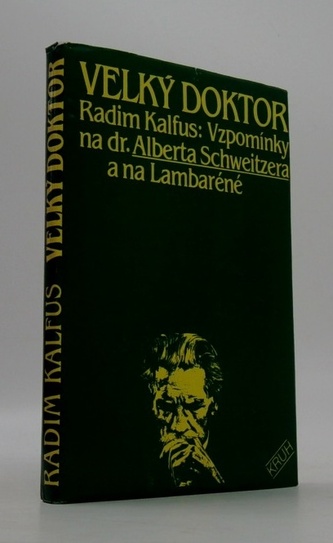 VELKÝ DOKTOR
Radim Kalfus: Vzpomínky
na dr. Alberta Schweitzera
a na Lambaréné
KRUH
RADIM KALFUS VELKÝ DOKTOR